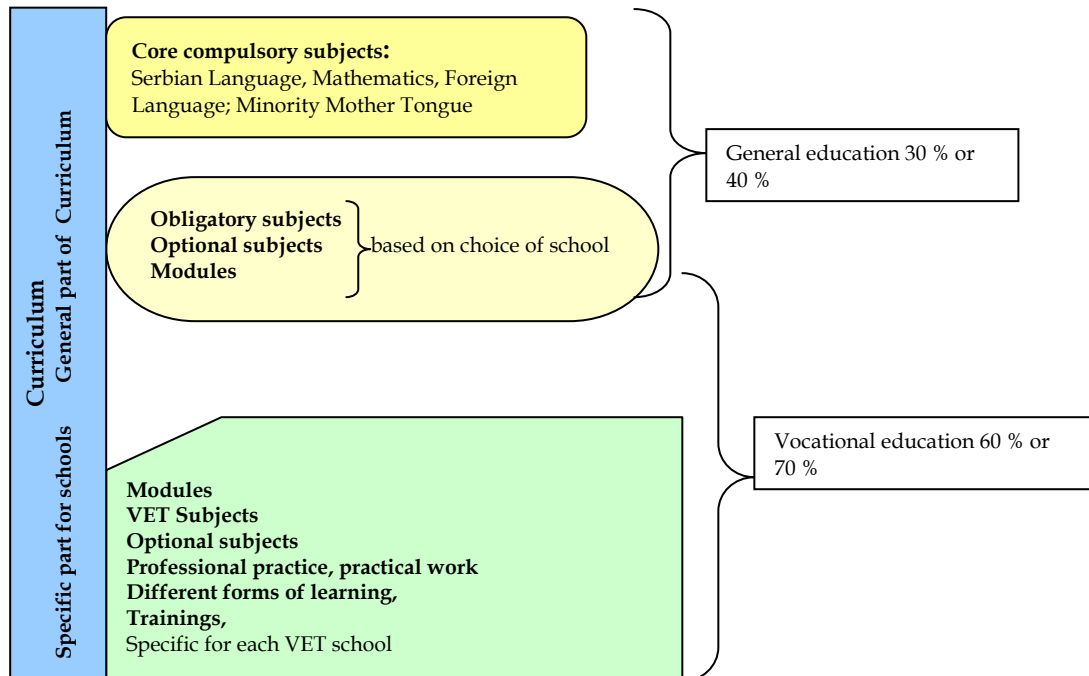 Curriculum
General part of Curriculum
Specific part for schools
Core compulsory subjects:
Serbian Language, Mathematics, Foreign
Language; Minority Mother Tongue
General education 30 % or
40 %
Obligatory subjects
Optional subjects
Modules
based on choice of school
Vocational education 60 % or
70 %
Modules
VET Subjects
Optional subjects
Professional practice, practical work
Different forms of learning,
Trainings,
Specific for each VET school